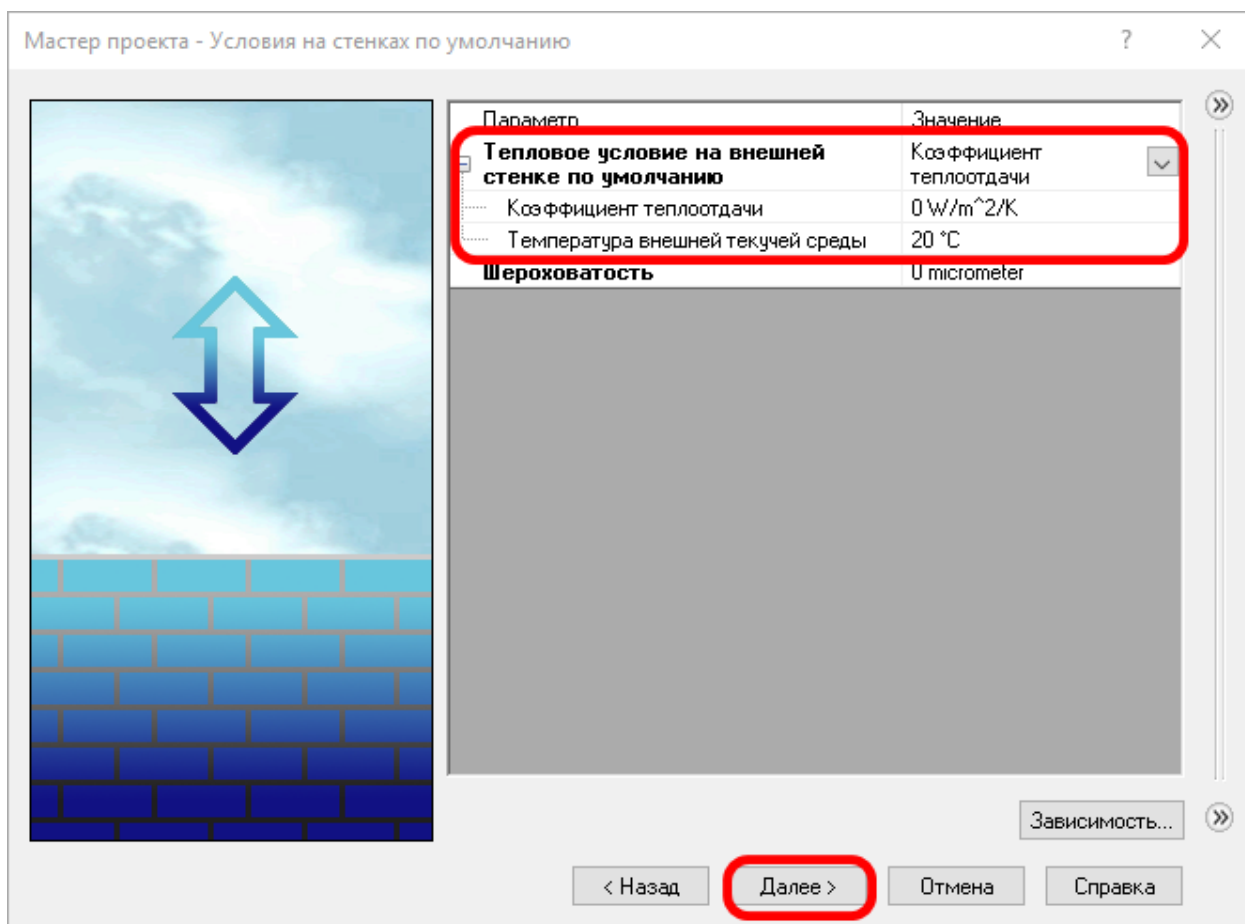 Мастер проекта - Условия на стенках по умолчанию
Параметр Значение
Тепловое условие на внешней Коэффициент
стенке по умолчанию теплоотдачи
Коэффициент теплоотдачи 0 W/m^2/K
Температура внешней текучей среды 20 °C
Шероховатость 0 micrometer
Зависимость...
< Назад Далее > Отмена Справка